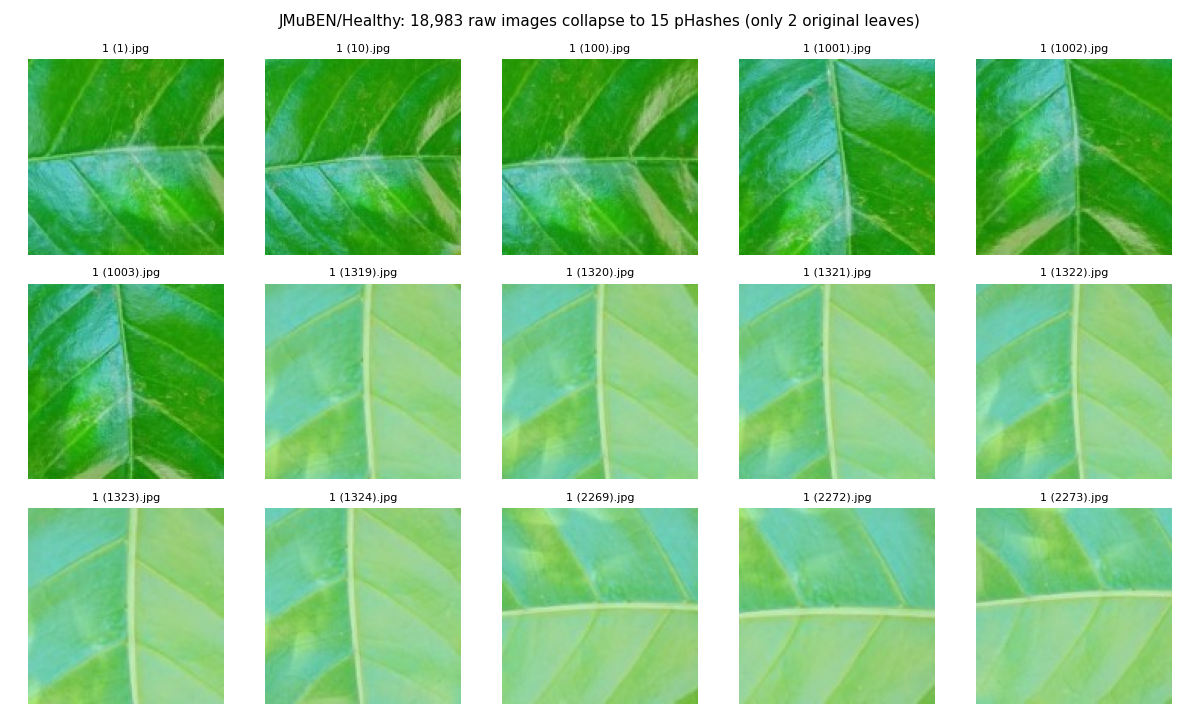 JMuBEN/Healthy: 18,983 raw images collapse to 15 pHashes (only 2 original leaves)
1 (1).jpg
1 (10).jpg
1 (100).jpg
1 (1001).jpg
1 (1002).jpg
1 (1003).jpg
1 (1319).jpg
1 (1320).jpg
1 (1321).jpg
1 (1322).jpg
1 (1323).jpg
1 (1324).jpg
1 (2269).jpg
1 (2272).jpg
1 (2273).jpg